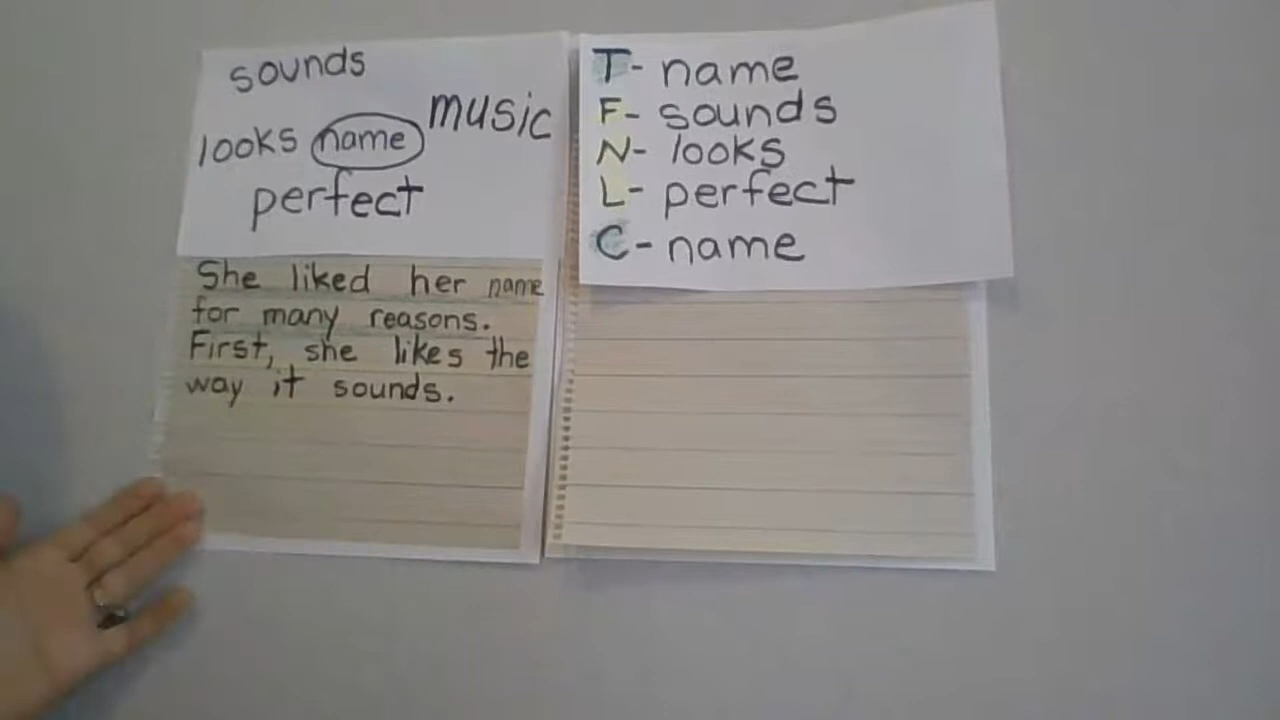 sounds
music
looks name
perfect
She liked her name
for many reasons.
First, she likes the
way it sounds.
T- name
F- sounds
N- looks
L- perfect
C- name